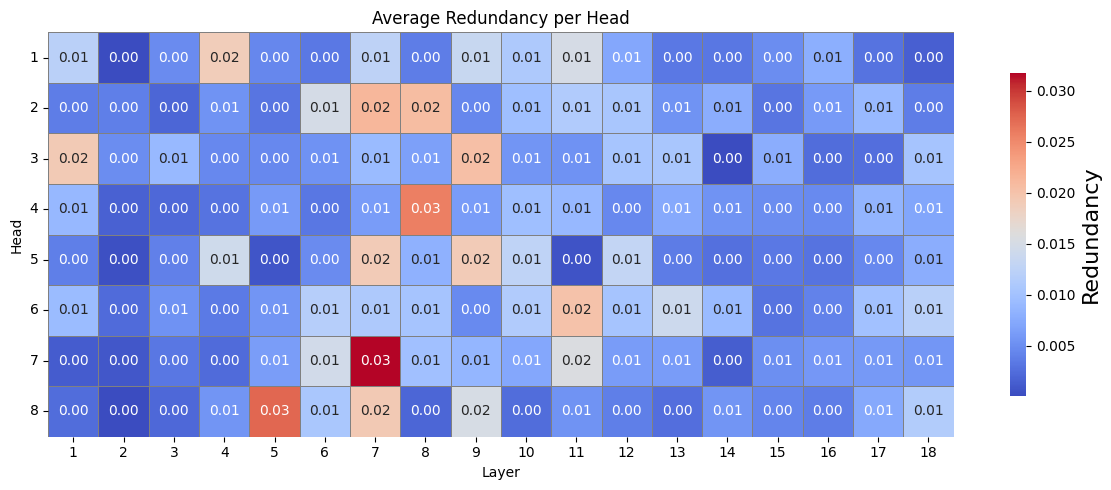 Average Redundancy per Head
1 0.01 0.00 0.00 0.02 0.00 0.00 0.01 0.00 0.01 0.01 0.01 0.01 0.00 0.00 0.00 0.01 0.00 0.00
2 0.00 0.00 0.00 0.01 0.00 0.01 0.02 0.02 0.00 0.01 0.01 0.01 0.01 0.01 0.00 0.01 0.01 0.00
3 0.02 0.00 0.01 0.00 0.00 0.01 0.01 0.01 0.02 0.01 0.01 0.01 0.01 0.00 0.01 0.00 0.00 0.01
4 0.01 0.00 0.00 0.00 0.01 0.00 0.01 0.03 0.01 0.01 0.01 0.00 0.01 0.01 0.00 0.00 0.01 0.01
5 0.00 0.00 0.00 0.01 0.00 0.00 0.02 0.01 0.02 0.01 0.00 0.01 0.00 0.00 0.00 0.00 0.00 0.01
6 0.01 0.00 0.01 0.00 0.01 0.01 0.01 0.01 0.00 0.01 0.02 0.01 0.01 0.01 0.00 0.00 0.01 0.01
7 0.00 0.00 0.00 0.00 0.01 0.01 0.03 0.01 0.01 0.01 0.02 0.01 0.01 0.00 0.01 0.01 0.01 0.01
8 0.00 0.00 0.00 0.01 0.03 0.01 0.02 0.00 0.02 0.00 0.01 0.00 0.00 0.01 0.00 0.00 0.01 0.01
1 2 3 4 5 6 7 8 9 10 11 12 13 14 15 16 17 18
Layer
Head
0.030
0.025
0.020
0.015
0.010
0.005
Redundancy